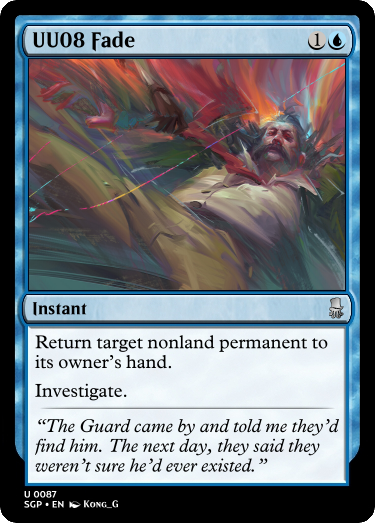 UU08 Fade
1
Instant
Return target nonland permanent to
its owner's hand.
Investigate.
"The Guard came by and told me they'd
find him. The next day, they said they
weren't sure he'd ever existed."
U 0087
SGP • EN Kong_G